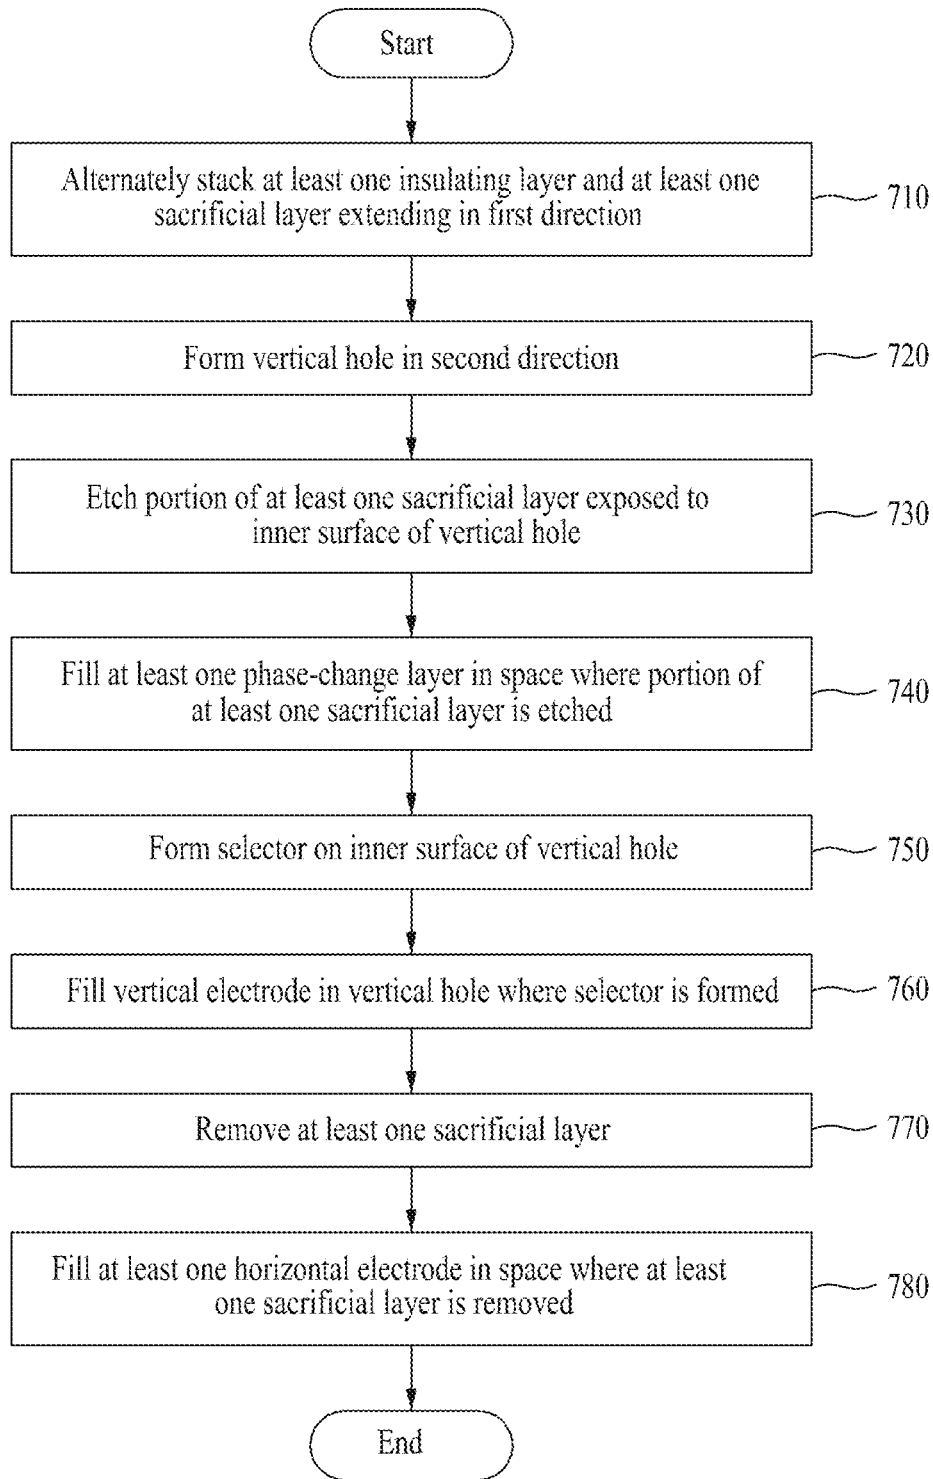 Start
Alternately stack at least one insulating layer and at least one
sacrificial layer extending in first direction
710
Form vertical hole in second direction
720
Etch portion of at least one sacrificial layer exposed to
inner surface of vertical hole
730
Fill at least one phase-change layer in space where portion of
at least one sacrificial layer is etched
740
Form selector on inner surface of vertical hole
750
Fill vertical electrode in vertical hole where selector is formed
760
Remove at least one sacrificial layer
770
Fill at least one horizontal electrode in space where at least
one sacrificial layer is removed
780
End